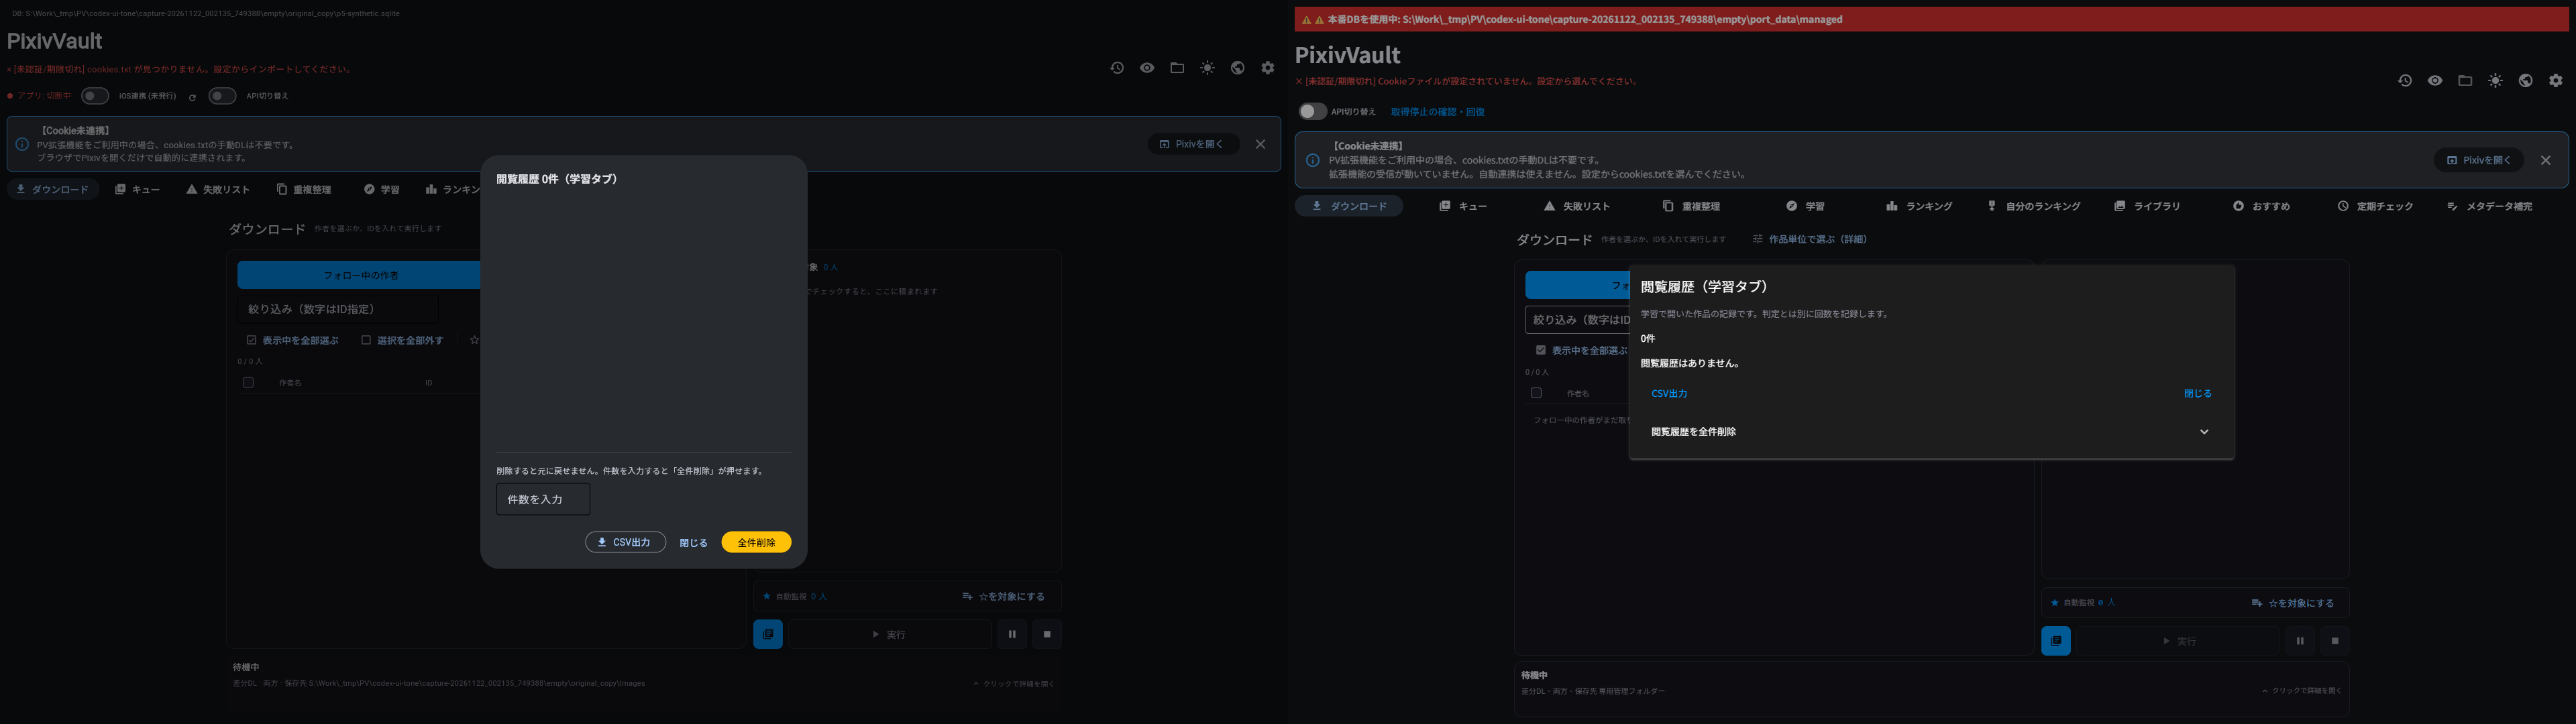 DB: S:\Work\_tmp\PV\codex-ui-tone\capture-20261122_002135_749388\empty\original_copy\p5-synthetic.sqlite
PixivVault
× [未認証/期限切れ] cookies.txt が見つかりません。設定からインポートしてください。
アプリ: 切断中
iOS連携 (未発行)
API切り替え
【Cookie未連携】
PV拡張機能をご利用中の場合、cookies.txtの手動DLは不要です。
ブラウザでPixivを開くだけで自動的に連携されます。
Pixivを開く
ダウンロード
キュー
失敗リスト
重複整理
学習
ランキン
ダウンロード
作者を選ぶか、IDを入れて実行します
フォロー中の作者
絞り込み（数字はID指定）
表示中を全部選ぶ
選択を全部外す
0 / 0 人
作者名
ID
閲覧履歴 0件（学習タブ）
削除すると元に戻せません。件数を入力すると「全件削除」が押せます。
件数を入力
CSV出力
閉じる
全件削除
象 0 人
でチェックすると、ここに積まれます
自動監視 0 人
☆を対象にする
実行
待機中
差分DL · 両方 · 保存先 S:\Work\_tmp\PV\codex-ui-tone\capture-20261122_002135_749388\empty\original_copy\Images
クリックで詳細を開く
本番DBを使用中: S:\Work\_tmp\PV\codex-ui-tone\capture-20261122_002135_749388\empty\port_data\managed
PixivVault
× [未認証/期限切れ] Cookieファイルが設定されていません。設定から選んでください。
API切り替え
取得停止の確認・回復
【Cookie未連携】
PV拡張機能をご利用中の場合、cookies.txtの手動DLは不要です。
拡張機能の受信が動いていません。自動連携は使えません。設定からcookies.txtを選んでください。
Pixivを開く
ダウンロード
キュー
失敗リスト
重複整理
学習
ランキング
自分のランキング
ライブラリ
おすすめ
定期チェック
メタデータ補完
ダウンロード
作者を選ぶか、IDを入れて実行します
作品単位で選ぶ（詳細）
フォ
絞り込み（数字はID
表示中を全部選ぶ
0 / 0 人
作者名
フォロー中の作者がまだ取り
閲覧履歴（学習タブ）
学習で開いた作品の記録です。判定とは別に回数を記録します。
0件
閲覧履歴はありません。
CSV出力
閉じる
閲覧履歴を全件削除
自動監視 0 人
☆を対象にする
実行
待機中
差分DL · 両方 · 保存先 専用管理フォルダー
クリックで詳細を開く